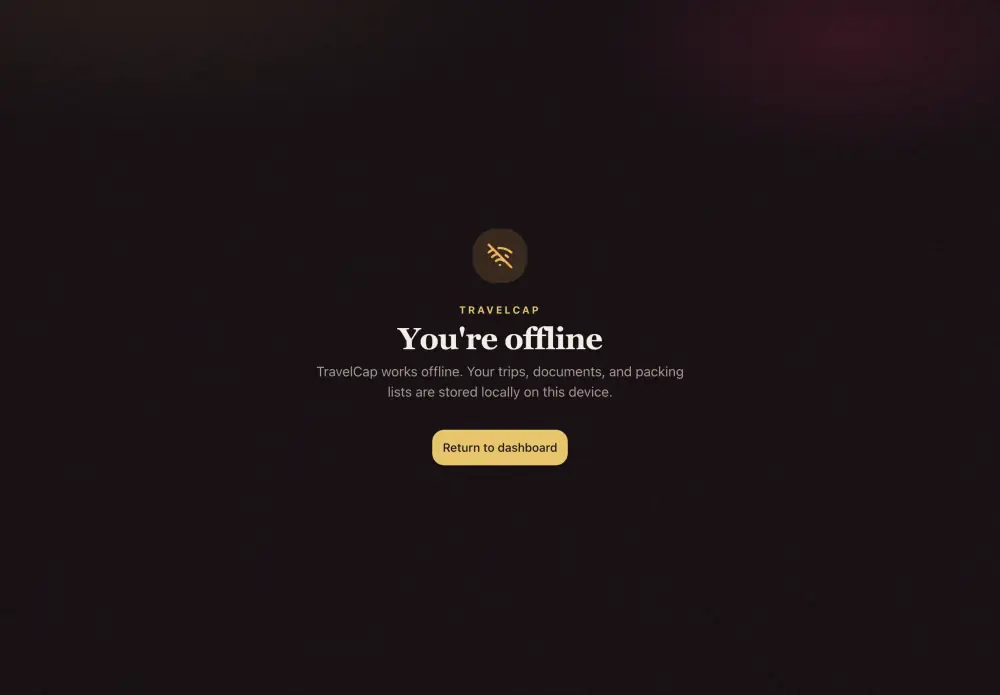 TRAVELCAP
You're offline
TravelCap works offline. Your trips, documents, and packing
lists are stored locally on this device.
Return to dashboard